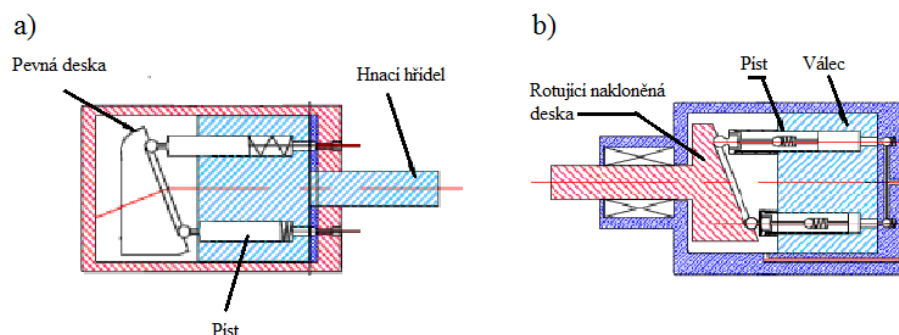 a)
Pevná deska
Hnací hřídel
Píst
b)
Píst
Válec
Rotující nakloněná
deska